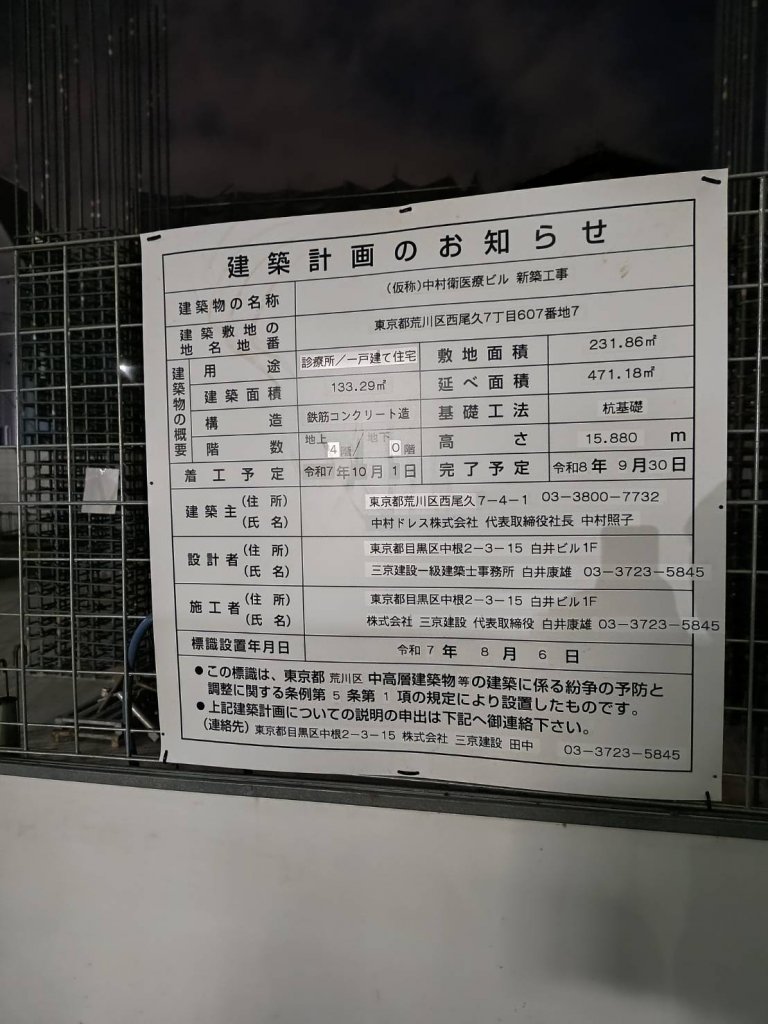 建築計画のお知らせ
建築物の名称 (仮称)中村衛医療ビル 新築工事
建築敷地の地名地番 東京都荒川区西尾久7丁目607番地7
建築物の概要
用途 診療所/一戸建て住宅 敷地面積 231.86㎡
建築面積 133.29㎡ 延べ面積 471.18㎡
構造 鉄筋コンクリート造 基礎工法 杭基礎
階数 地上4階/地下0階 高さ 15.880 m
着工予定 令和7年10月1日 完了予定 令和8年9月30日
建築主 (住所) 東京都荒川区西尾久7-4-1 03-3800-7732
(氏名) 中村ドレス株式会社 代表取締役社長 中村照子
設計者 (住所) 東京都目黒区中根2-3-15 白井ビル1F
(氏名) 三京建設一級建築士事務所 白井康雄 03-3723-5845
施工者 (住所) 東京都目黒区中根2-3-15 白井ビル1F
(氏名) 株式会社 三京建設 代表取締役 白井康雄 03-3723-5845
標識設置年月日 令和7年8月6日
●この標識は、東京都 荒川区 中高層建築物等の建築に係る紛争の予防と
調整に関する条例第5条第1項の規定により設置したものです。
●上記建築計画についての説明の申出は下記へ御連絡下さい。
(連絡先) 東京都目黒区中根2-3-15 株式会社 三京建設 田中 03-3723-5845